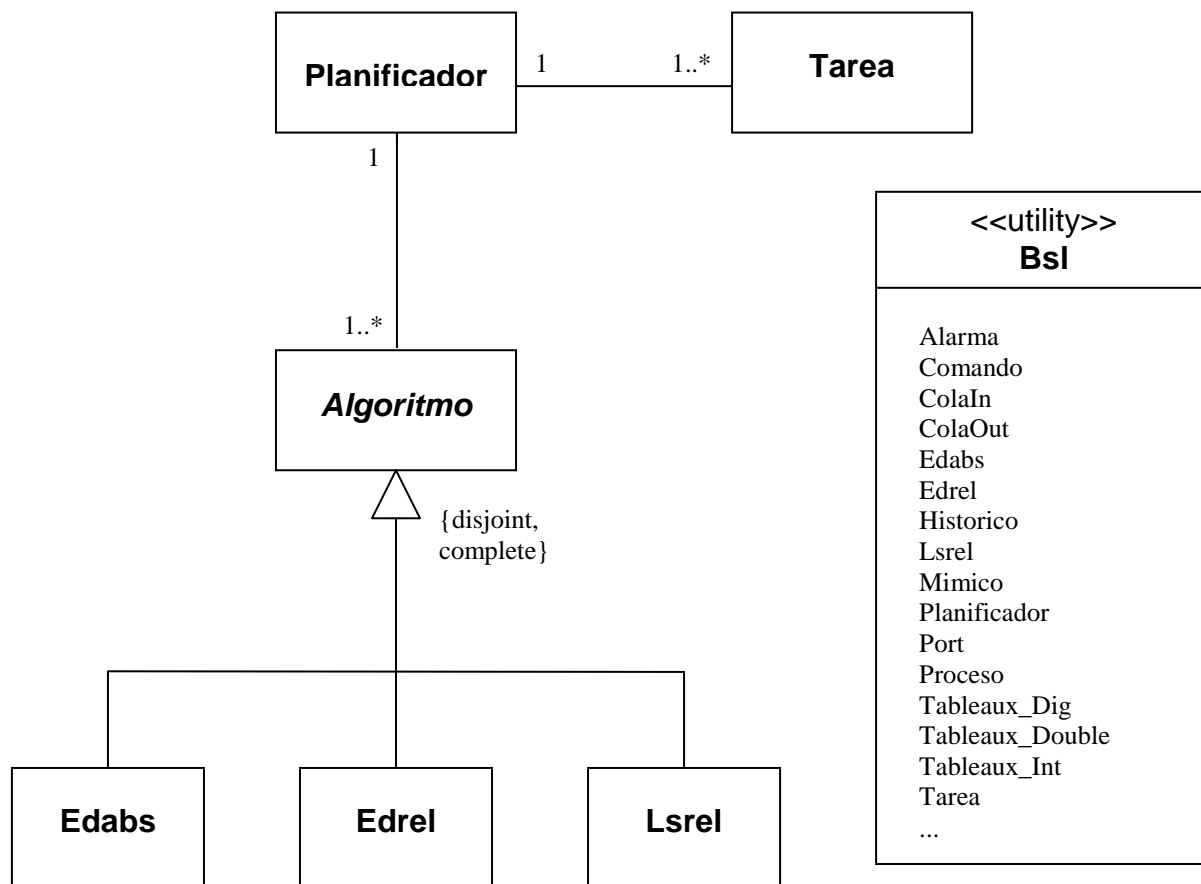 Planificador
1
1..*
Tarea
1
1..*
Algoritmo
{disjoint,
complete}
Edabs
Edrel
Lsrel
<<utility>>
Bsl
Alarma
Comando
ColaIn
ColaOut
Edabs
Edrel
Historico
Lsrel
Mimico
Planificador
Port
Proceso
Tableaux_Dig
Tableaux_Double
Tableaux_Int
Tarea
...